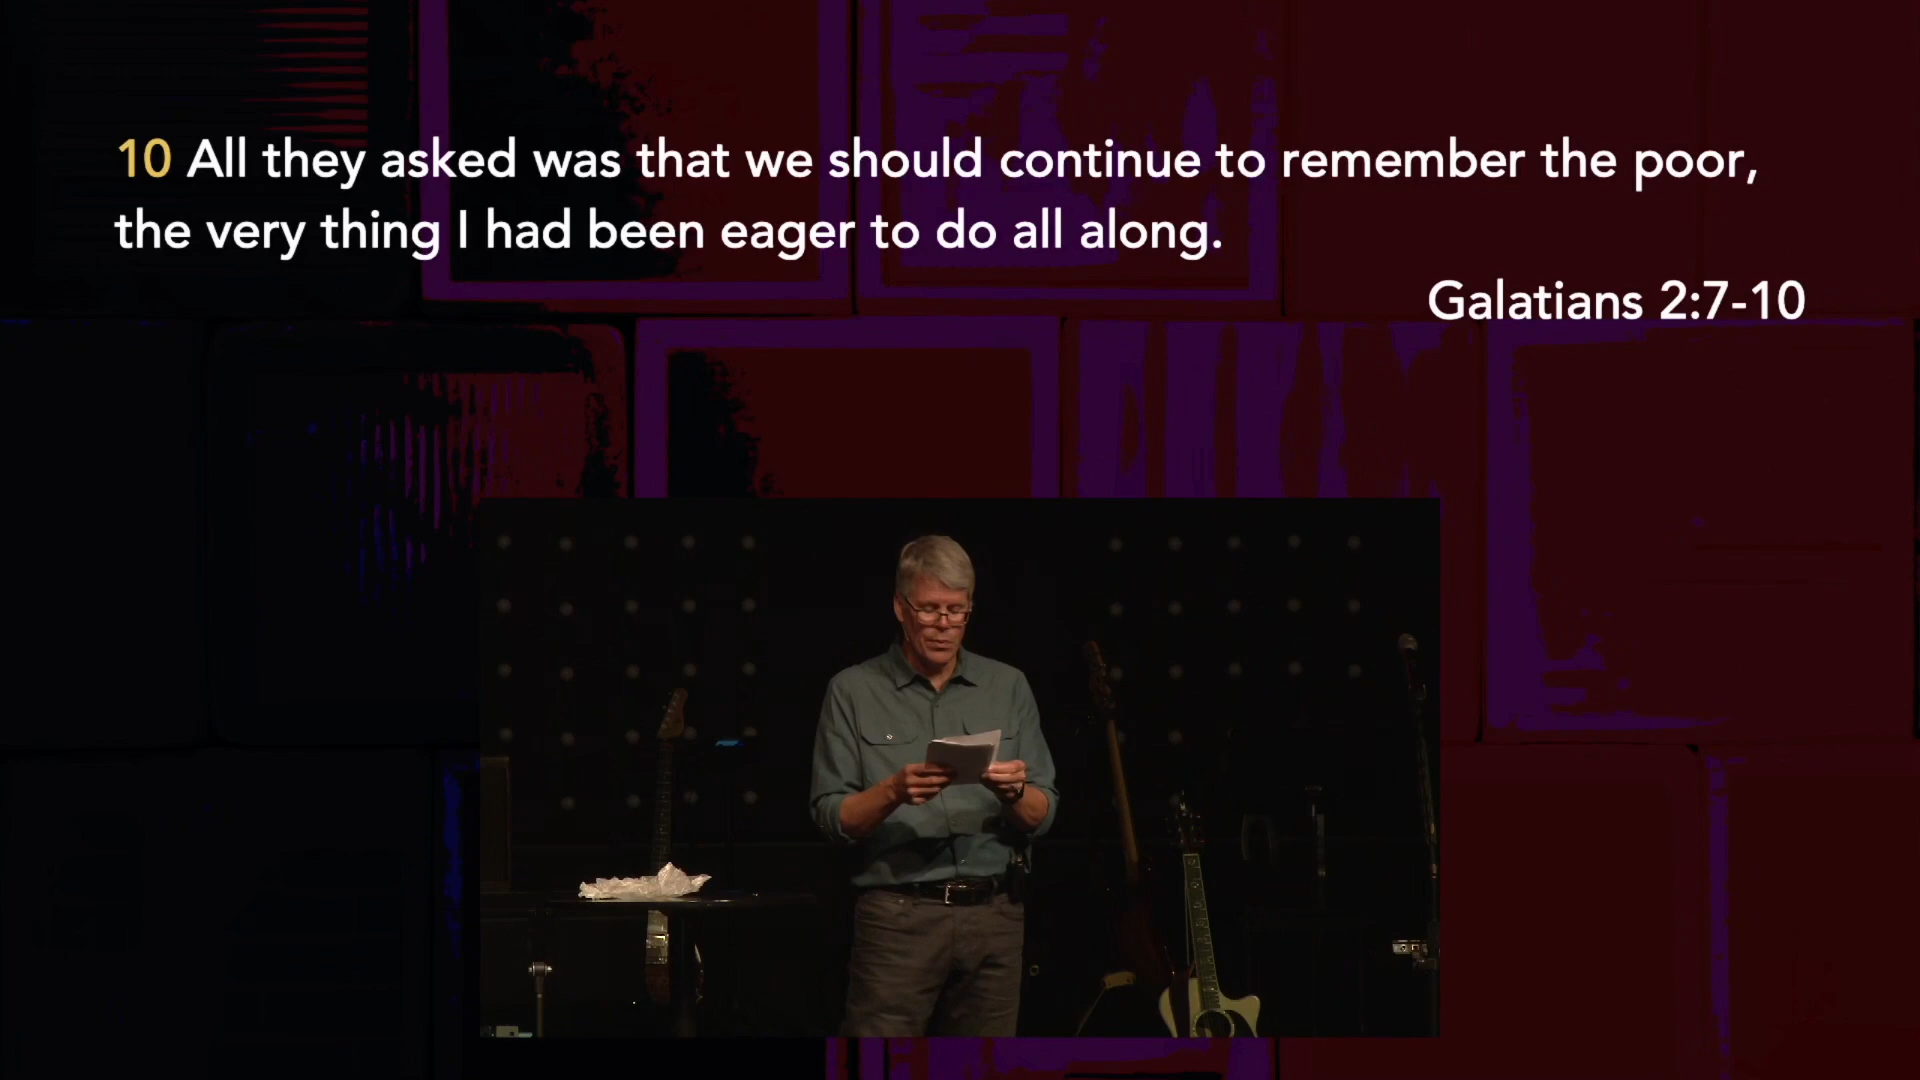 10 All they asked was that we should continue to remember the poor,
the very thing I had been eager to do all along.
Galatians 2:7-10